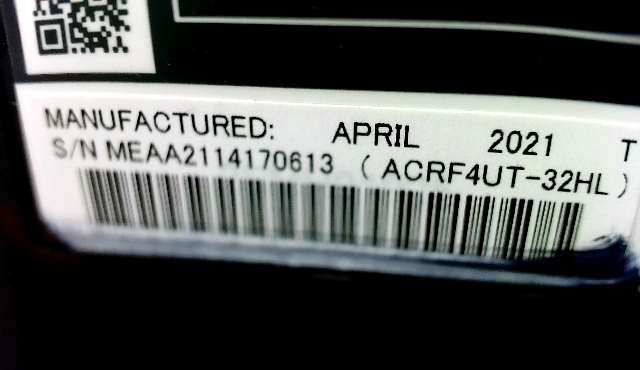 MANUFACTURED: APRIL 2021 T
S/N MEAA2114170613 ( ACRF4UT-32HL )